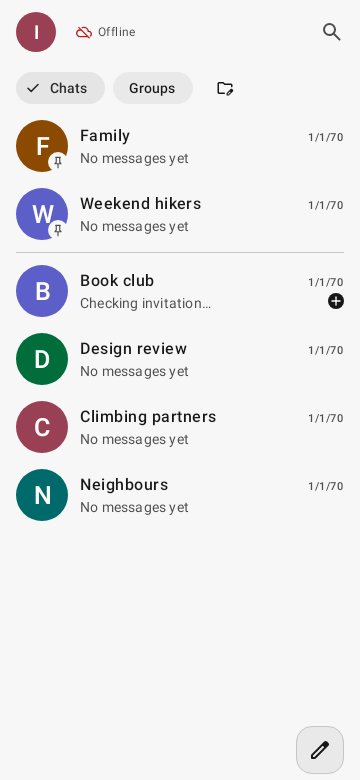 I
Offline
Chats
Groups
F
Family
1/1/70
No messages yet
W
Weekend hikers
1/1/70
No messages yet
B
Book club
1/1/70
Checking invitation…
D
Design review
1/1/70
No messages yet
C
Climbing partners
1/1/70
No messages yet
N
Neighbours
1/1/70
No messages yet